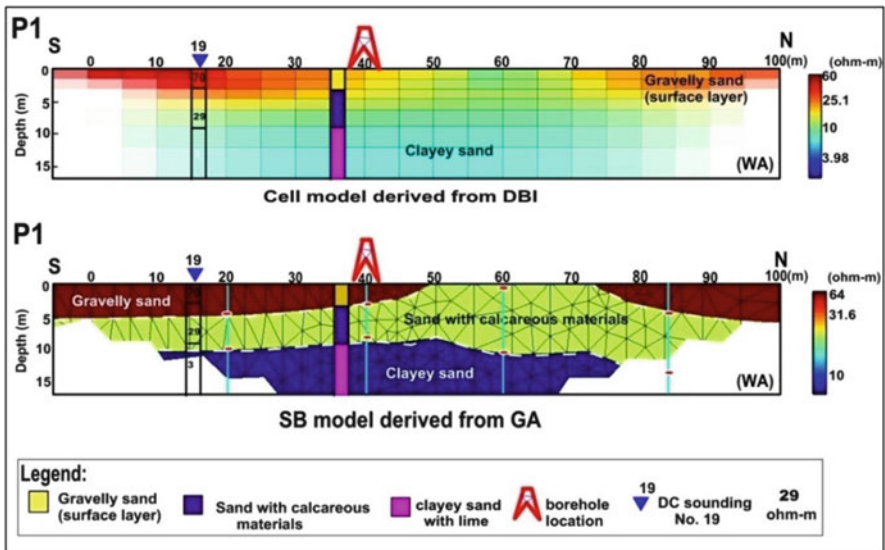 P1
S
19
N
0 10 20 30 40 50 60 70 80 90 100(m)
(ohm-m)
Depth (m)
0
5
10
15
70
29
Gravelly sand
(surface layer)
Clayey sand
(WA)
60
25.1
10
3.98
Cell model derived from DBI
P1
S
19
N
0 10 20 30 40 50 60 70 80 90 100(m)
(ohm-m)
Depth (m)
0
5
10
15
Gravelly sand
29
3
Sand with calcareous materials
Clayey sand
(WA)
64
31.6
10
SB model derived from GA
Legend:
Gravelly sand
(surface layer)
Sand with calcareous
materials
clayey sand
with lime
borehole
location
19
DC sounding
No. 19
29
ohm-m